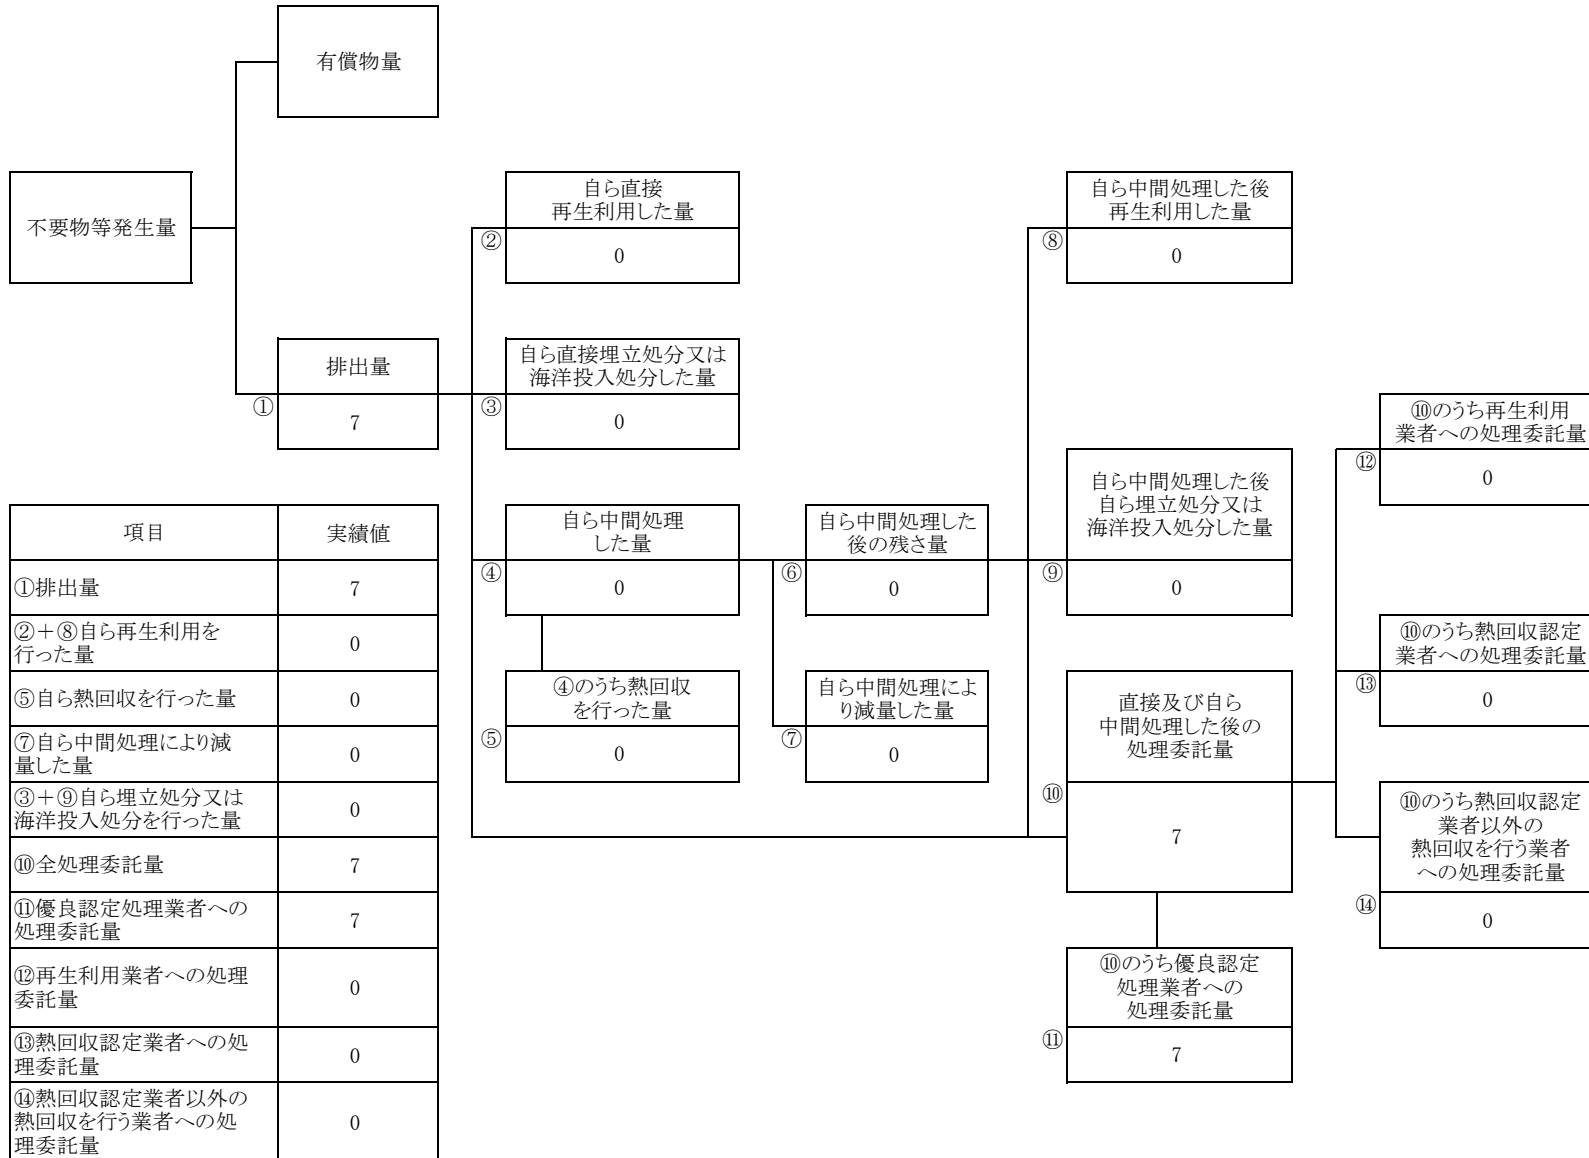 有償物量
不要物等発生量
自ら直接
再生利用した量
②
0
自ら中間処理した後
再生利用した量
⑧
0
排出量
①
7
自ら直接埋立処分又は
海洋投入処分した量
③
0
⑩のうち再生利用
業者への処理委託量
⑫
0
自ら中間処理
した量
④
0
自ら中間処理した
後の残さ量
⑥
0
自ら中間処理した後
自ら埋立処分又は
海洋投入処分した量
⑨
0
⑩のうち熱回収認定
業者への処理委託量
⑬
0
④のうち熱回収
を行った量
⑤
0
自ら中間処理によ
り減量した量
⑦
0
直接及び自ら
中間処理した後の
処理委託量
⑩
7
⑩のうち熱回収認定
業者以外の
熱回収を行う業者
への処理委託量
⑭
0
⑩のうち優良認定
処理業者への
処理委託量
⑪
7
項目 実績値
①排出量 7
②+⑧自ら再生利用を
行った量 0
⑤自ら熱回収を行った量 0
⑦自ら中間処理により減
量した量 0
③+⑨自ら埋立処分又は
海洋投入処分を行った量 0
⑩全処理委託量 7
⑪優良認定処理業者への
処理委託量 7
⑫再生利用業者への処理
委託量 0
⑬熱回収認定業者への処
理委託量 0
⑭熱回収認定業者以外の
熱回収を行う業者への処 0
理委託量